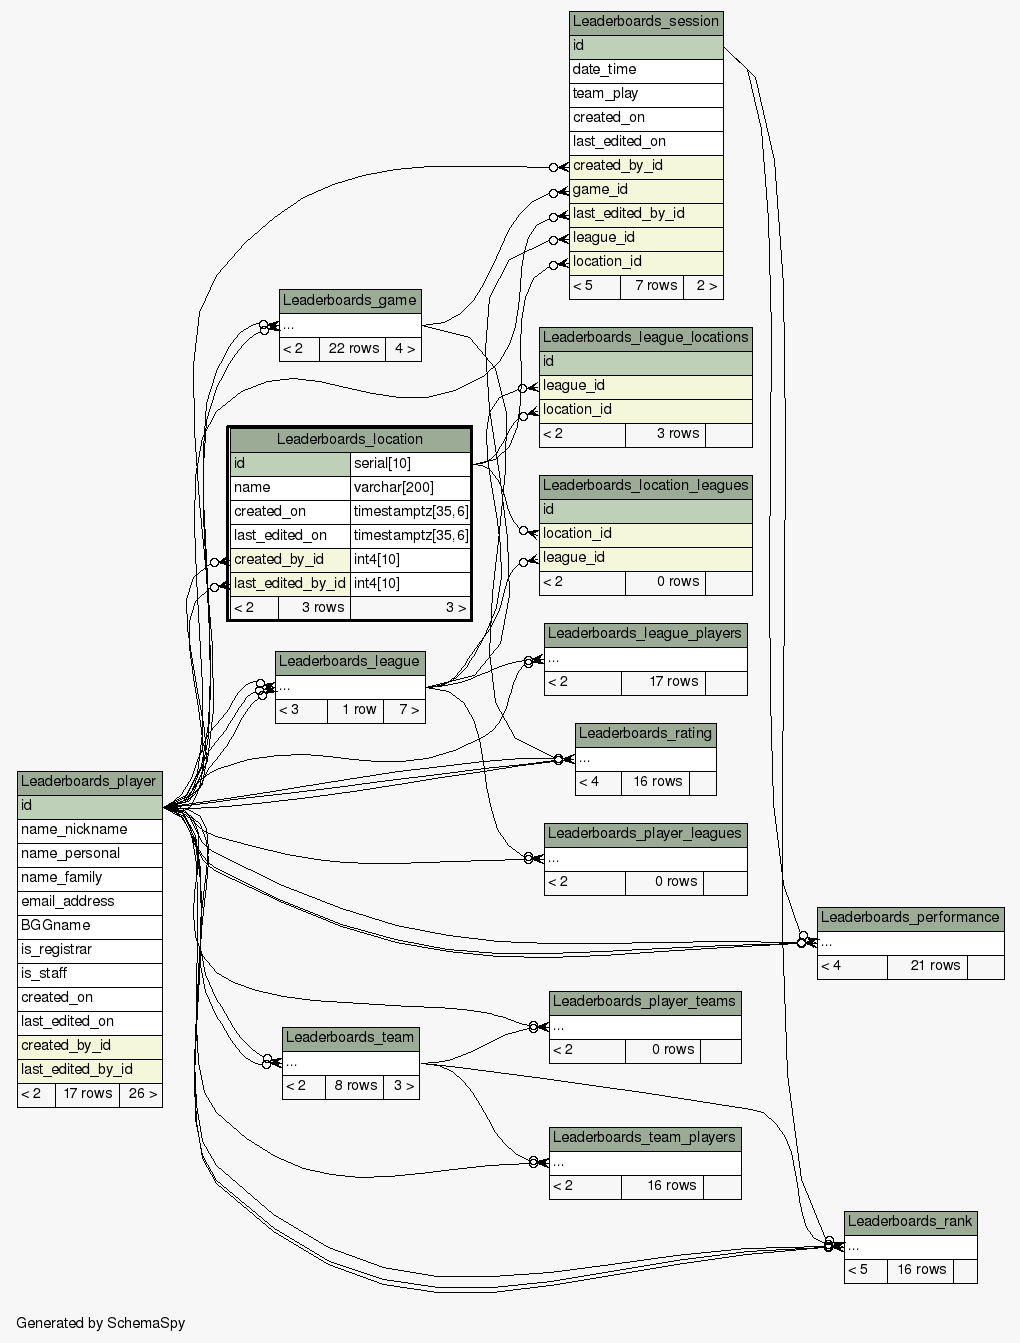 Leaderboards_session
id
date_time
team_play
created_on
last_edited_on
created_by_id
game_id
last_edited_by_id
league_id
location_id
< 5 7 rows 2 >
Leaderboards_game
...
< 2 22 rows 4 >
Leaderboards_league_locations
id
league_id
location_id
< 2 3 rows
Leaderboards_location
id serial[10]
name varchar[200]
created_on timestamptz[35,6]
last_edited_on timestamptz[35,6]
created_by_id int4[10]
last_edited_by_id int4[10]
< 2 3 rows 3 >
Leaderboards_location_leagues
id
location_id
league_id
< 2 0 rows
Leaderboards_league_players
...
< 2 17 rows
Leaderboards_league
...
< 3 1 row 7 >
Leaderboards_rating
...
< 4 16 rows
Leaderboards_player
id
name_nickname
name_personal
name_family
email_address
BGGname
is_registrar
is_staff
created_on
last_edited_on
created_by_id
last_edited_by_id
< 2 17 rows 26 >
Leaderboards_player_leagues
...
< 2 0 rows
Leaderboards_performance
...
< 4 21 rows
Leaderboards_player_teams
...
< 2 0 rows
Leaderboards_team
...
< 2 8 rows 3 >
Leaderboards_team_players
...
< 2 16 rows
Leaderboards_rank
...
< 5 16 rows
Generated by SchemaSpy